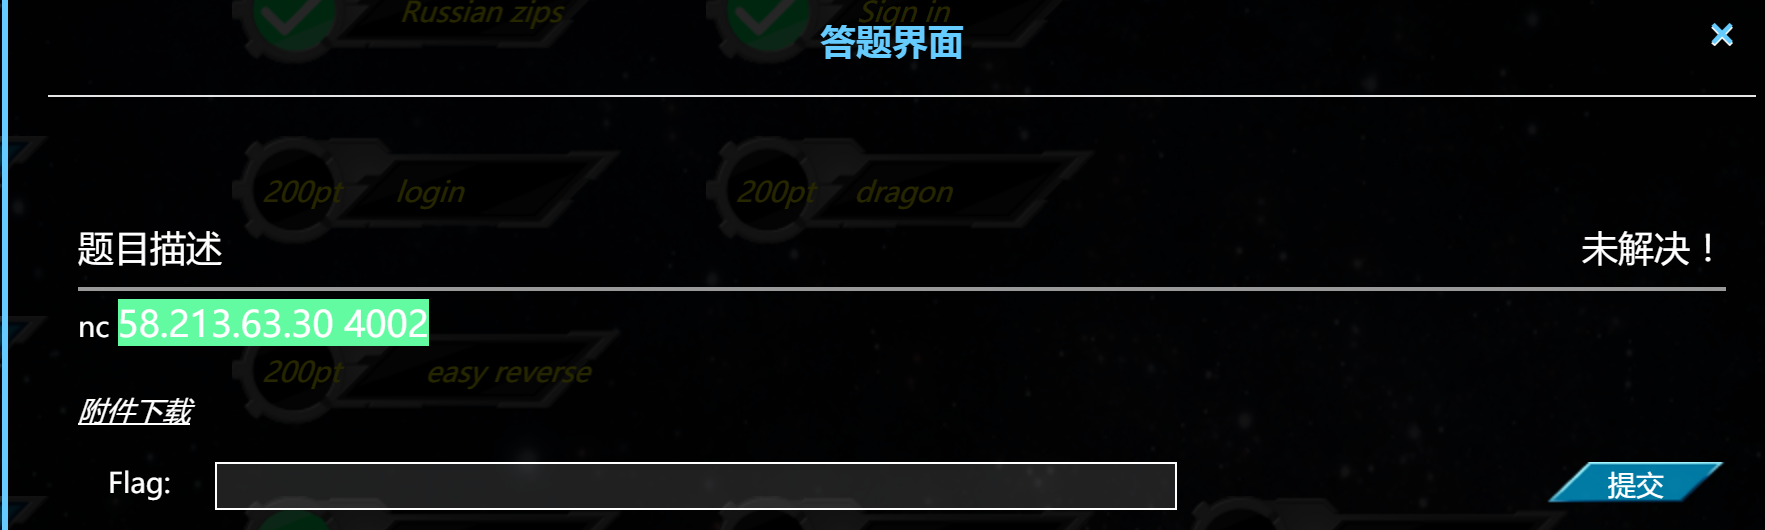 Russian zips
Sign in
答题界面
×
200pt login
200pt dragon
题目描述
未解决！
nc 58.213.63.30 4002
200pt easy reverse
附件下载
Flag:
提交